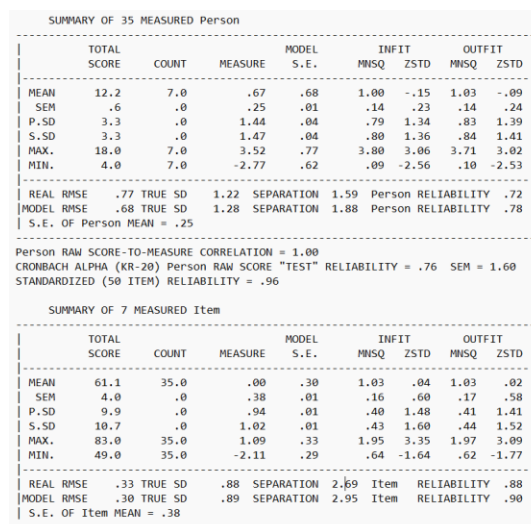 SUMMARY OF 35 MEASURED Person
TOTAL MODEL INFIT OUTFIT
SCORE COUNT MEASURE S.E. MNSQ ZSTD MNSQ ZSTD
MEAN 12.2 7.0 .67 .68 1.00 -.15 1.03 -.09
SEM .6 .0 .25 .01 .14 .23 .14 .24
P.SD 3.3 .0 1.44 .04 .79 1.34 .83 1.39
S.SD 3.3 .0 1.47 .04 .80 1.36 .84 1.41
MAX. 18.0 7.0 3.52 .77 3.80 3.06 3.71 3.02
MIN. 4.0 7.0 -2.77 .62 .09 -2.56 .10 -2.53
REAL RMSE .77 TRUE SD 1.22 SEPARATION 1.59 Person RELIABILITY .72
MODEL RMSE .68 TRUE SD 1.28 SEPARATION 1.88 Person RELIABILITY .78
S.E. OF Person MEAN = .25
Person RAW SCORE-TO-MEASURE CORRELATION = 1.00
CRONBACH ALPHA (KR-20) Person RAW SCORE "TEST" RELIABILITY = .76 SEM = 1.60
STANDARDIZED (50 ITEM) RELIABILITY = .96
SUMMARY OF 7 MEASURED Item
TOTAL MODEL INFIT OUTFIT
SCORE COUNT MEASURE S.E. MNSQ ZSTD MNSQ ZSTD
MEAN 61.1 35.0 .00 .30 1.03 .04 1.03 .02
SEM 4.0 .0 .38 .01 .16 .60 .17 .58
P.SD 9.9 .0 .94 .01 .40 1.48 .41 1.41
S.SD 10.7 .0 1.02 .01 .43 1.60 .44 1.52
MAX. 83.0 35.0 1.09 .33 1.95 3.35 1.97 3.09
MIN. 49.0 35.0 -2.11 .29 .64 -1.64 .62 -1.77
REAL RMSE .33 TRUE SD .88 SEPARATION 2.69 Item RELIABILITY .88
MODEL RMSE .30 TRUE SD .89 SEPARATION 2.95 Item RELIABILITY .90
S.E. OF Item MEAN = .38